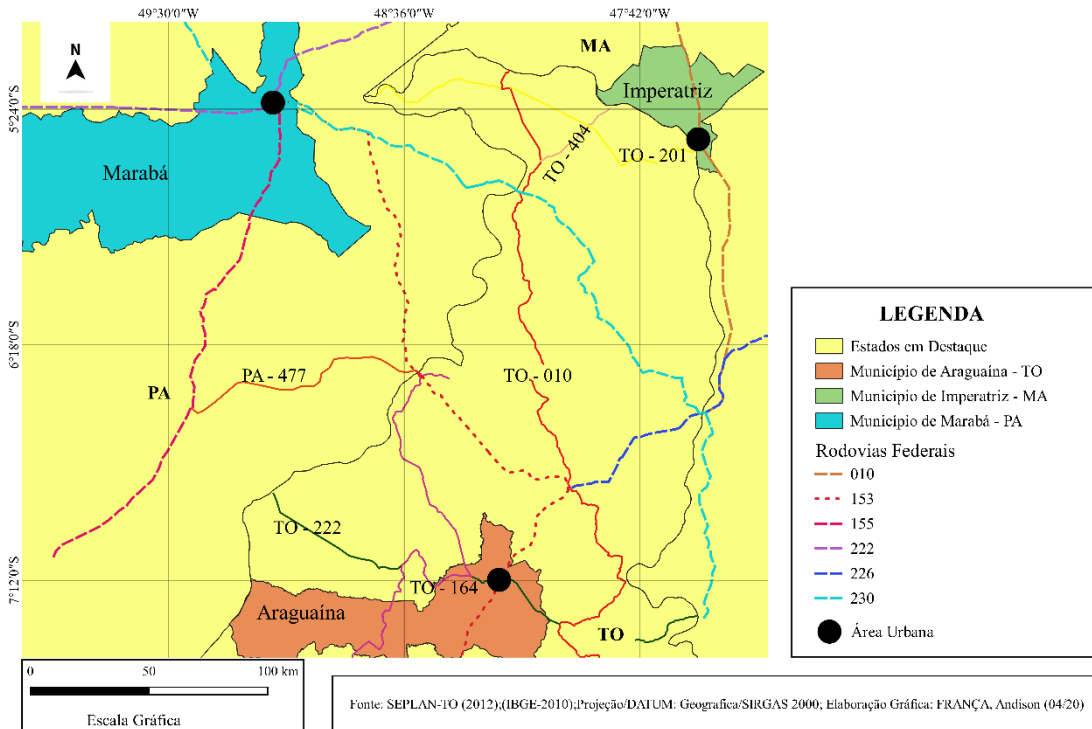 49°30'0"W
48°36'0"W
47°42'0"W
N
MA
Imperatriz
5°24'0"S
TO - 404
TO - 201
Marabá
6°18'0"S
PA - 477
TO - 010
PA
TO - 222
7°12'0"S
TO - 164
Araguaína
TO
LEGENDA
Estados em Destaque
Município de Araguaína - TO
Município de Imperatriz - MA
Município de Marabá - PA
Rodovias Federais
010
153
155
222
226
230
Área Urbana
0 50 100 km
Escala Gráfica
Fonte: SEPLAN-TO (2012);(IBGE-2010);Projeção/DATUM: Geografica/SIRGAS 2000; Elaboração Gráfica: FRANÇA, Andison (04/20)